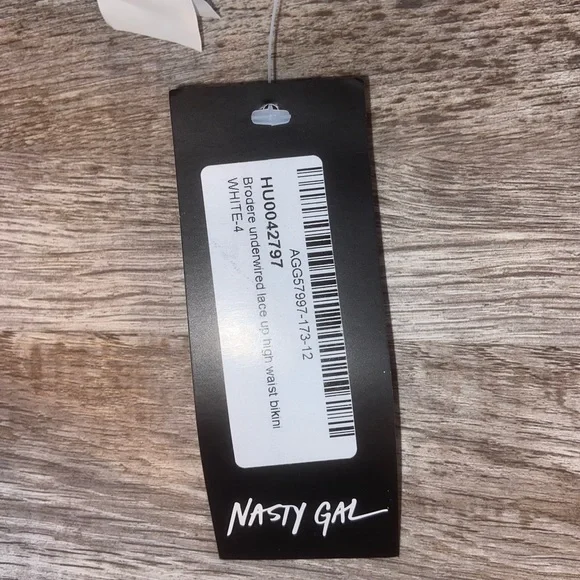 AGG57997-173-12
HU0042797
Brodere underwired lace up high waist bikini
WHITE-4
NASTY GAL